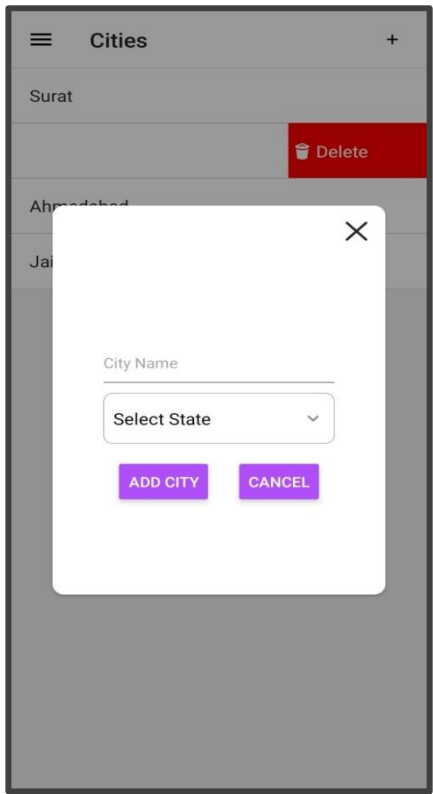 Cities +
Surat
Delete
City Name
Select State
ADD CITY
CANCEL